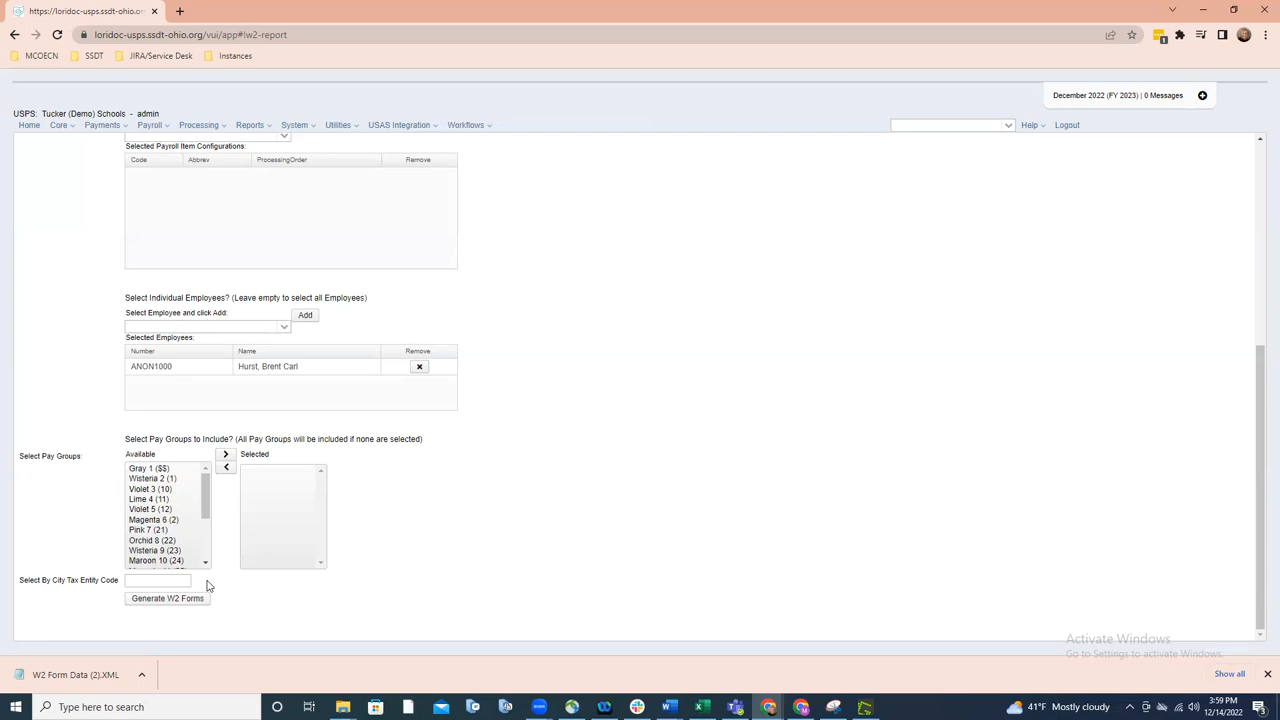 https://loridoc-usps.ssdt-ohio.org/
https://loridoc-usps.ssdt-ohio.org/vui/app#!w2-report
MCOECN SSDT JIRA/Service Desk Instances
1
December 2022 (FY 2023) | 0 Messages
USPS: Tucker (Demo) Schools - admin
Home Core Payments Payroll Processing Reports System Utilities USAS Integration Workflows Help Logout
Selected Payroll Item Configurations:
Code Abbrev ProcessingOrder Remove
Select Individual Employees? (Leave empty to select all Employees)
Select Employee and click Add: Add
Selected Employees:
Number Name Remove
ANON1000 Hurst, Brent Carl
Select Pay Groups to Include? (All Pay Groups will be included if none are selected)
Select Pay Groups: Available Selected
Gray 1 ($$)
Wisteria 2 (1)
Violet 3 (10)
Lime 4 (11)
Violet 5 (12)
Magenta 6 (2)
Pink 7 (21)
Orchid 8 (22)
Wisteria 9 (23)
Maroon 10 (24)
Select By City Tax Entity Code
Generate W2 Forms
Activate Windows
Go to Settings to activate Windows.
W2 Form Data (2).XML Show all
Type here to search
41°F Mostly cloudy
3:59 PM
12/14/2022